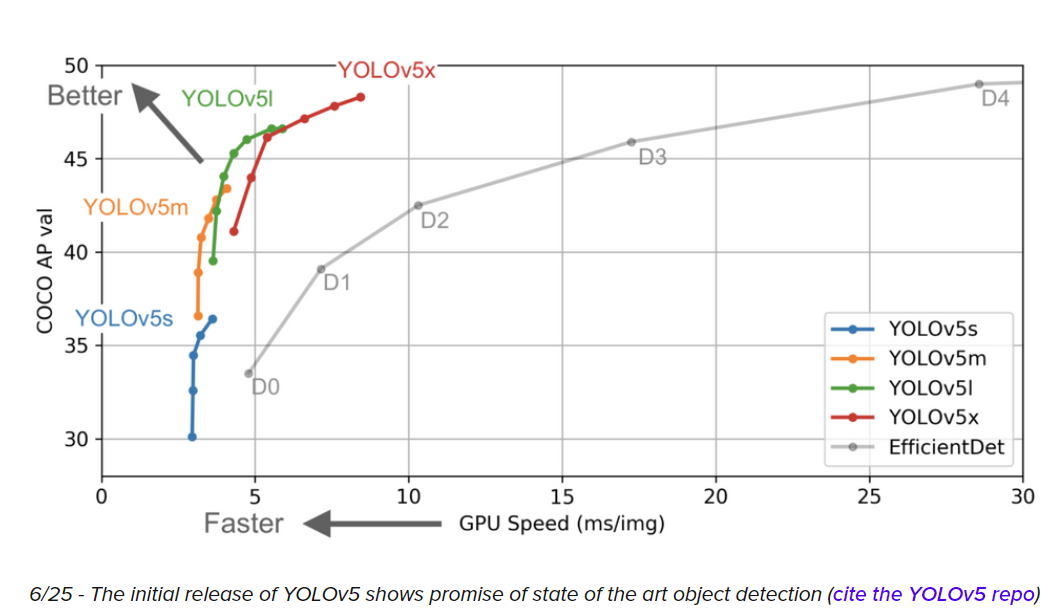 50
YOLOv5x
Better
YOLOv5l
45
D4
D3
YOLOv5m
D2
40
D1
COCO AP val
YOLOv5s
35
D0
30
YOLOv5s
YOLOv5m
YOLOv5l
YOLOv5x
EfficientDet
0 5 10 15 20 25 30
Faster GPU Speed (ms/img)
6/25 - The initial release of YOLOv5 shows promise of state of the art object detection (cite the YOLOv5 repo)